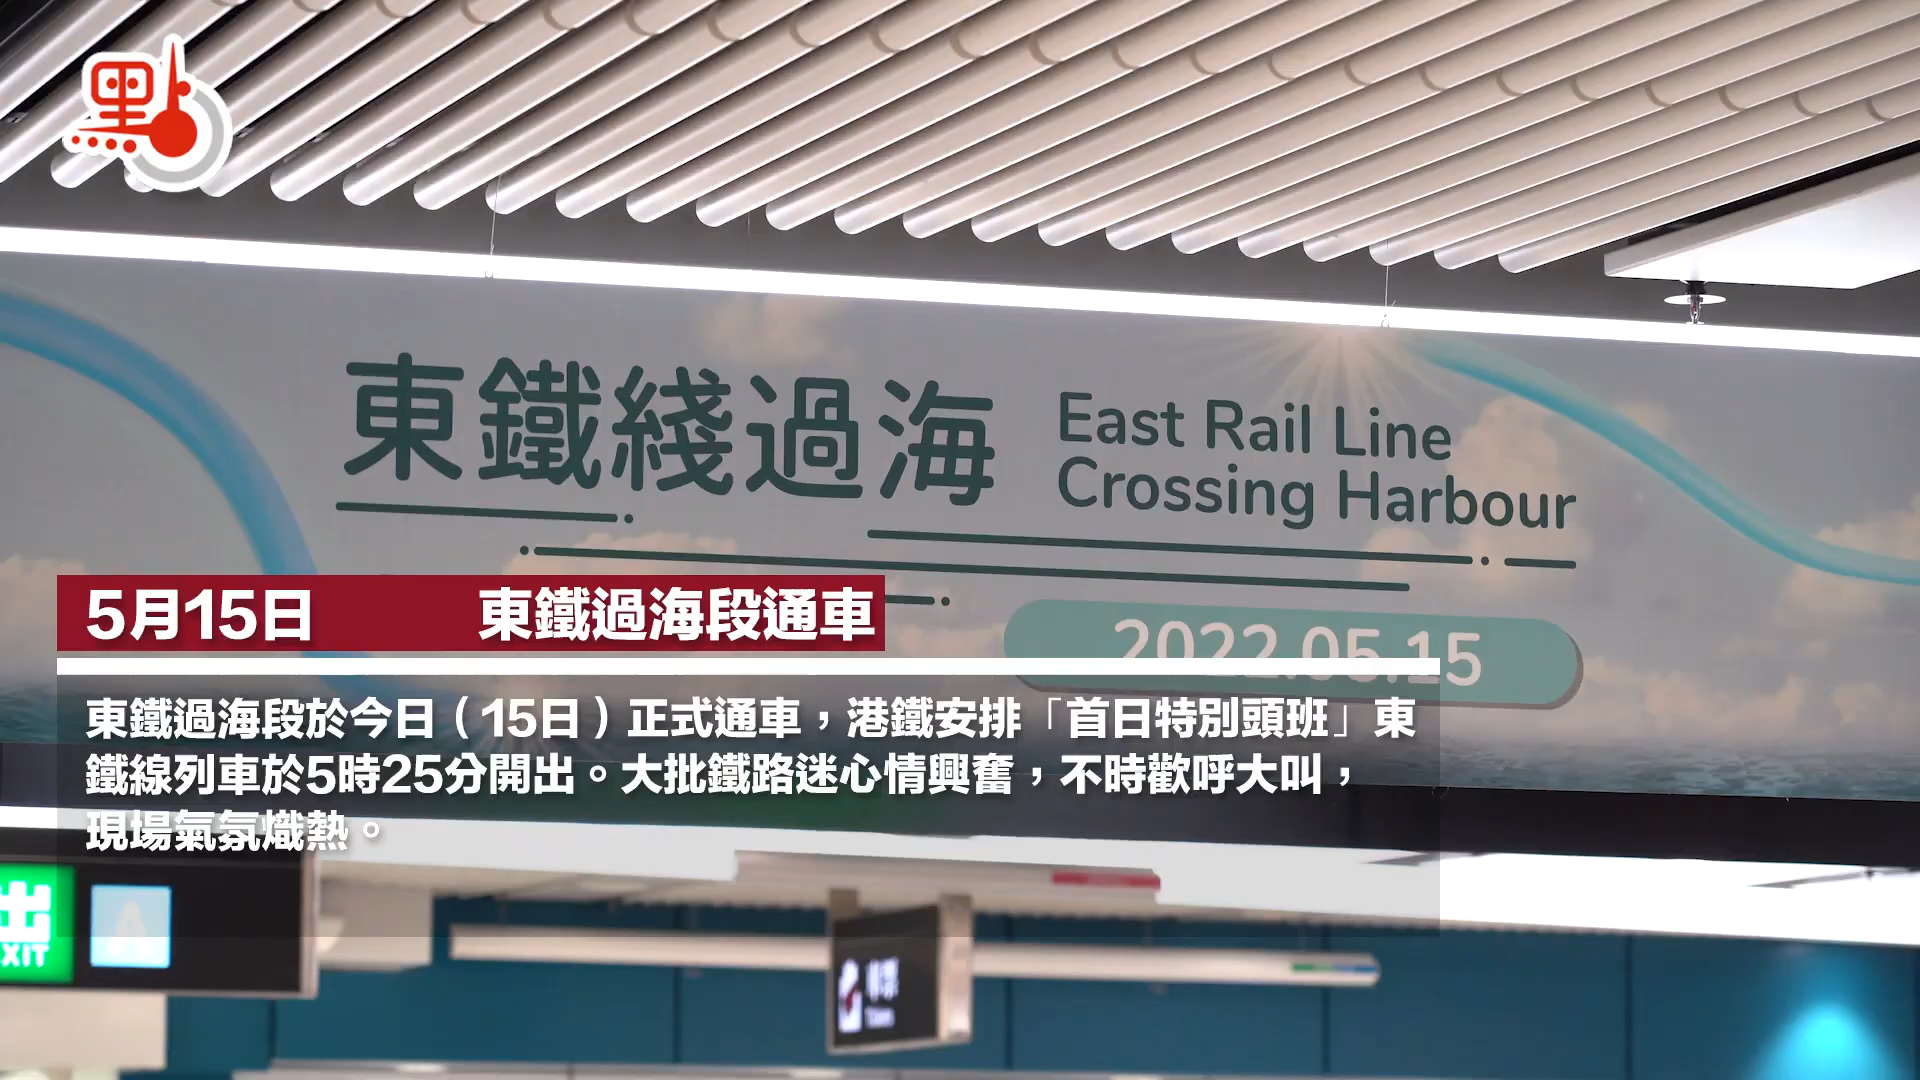 點
東鐵綫過海
East Rail Line
Crossing Harbour
2022.05.15
5月15日 東鐵過海段通車
東鐵過海段於今日（15日）正式通車，港鐵安排「首日特別頭班」東
鐵線列車於5時25分開出。大批鐵路迷心情興奮，不時歡呼大叫，
現場氣氛熾熱。
出
XIT
A